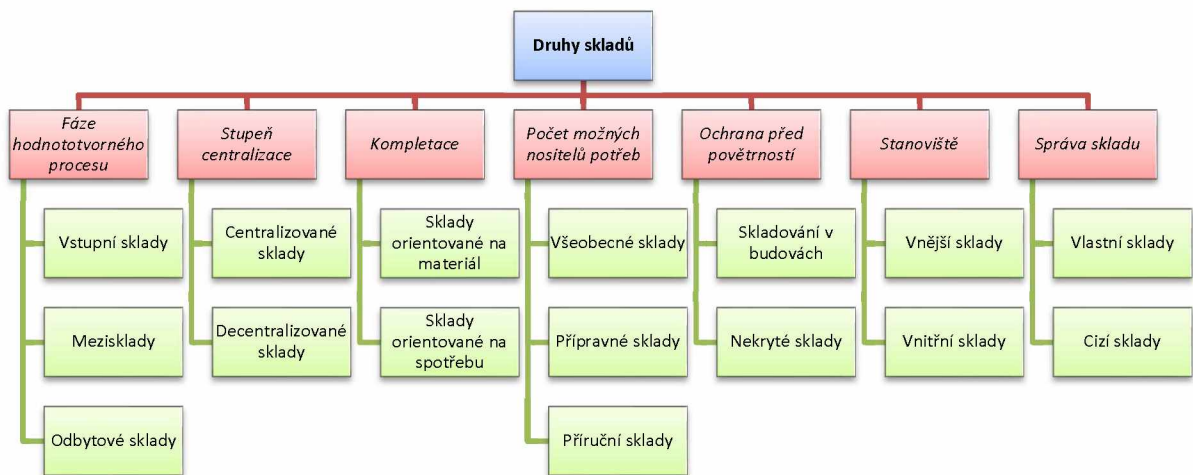 Druhy skladů
Fáze
hodnototvorného
procesu
Stupeň
centralizace
Kompletace
Počet možných
nositelů potřeb
Ochrana před
povětrností
Stanoviště
Správa skladu
Vstupní sklady
Centralizované
sklady
Sklady
orientované na
materiál
Všeobecné sklady
Skladování v
budovách
Vnější sklady
Vlastní sklady
Mezisklady
Decentralizované
sklady
Sklady
orientované na
spotřebu
Přípravné sklady
Nekryté sklady
Vnitřní sklady
Cizí sklady
Odbytové sklady
Příruční sklady